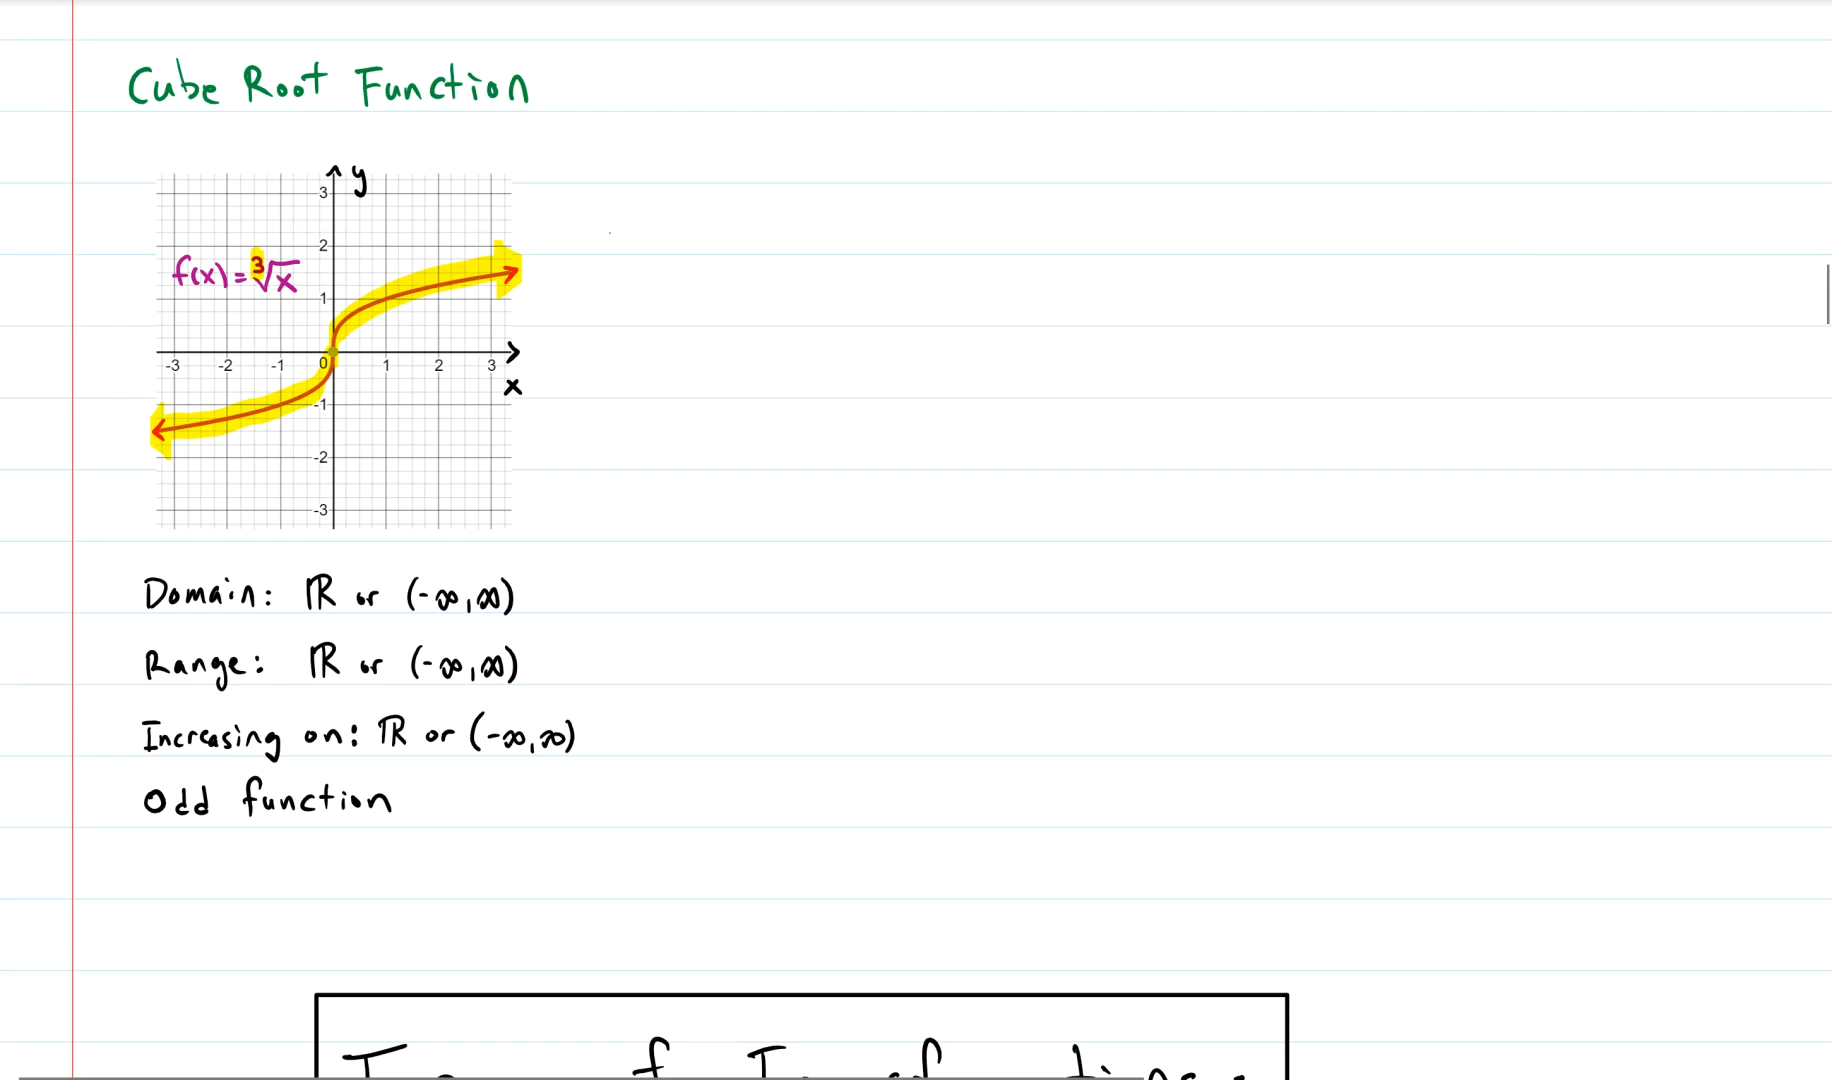 Cube Root Function
y
3
2
f(x) = ∛x
1
-3 -2 -1 0 1 2 3
x
-1
-2
-3
Domain: ℝ or (-∞,∞)
Range: ℝ or (-∞,∞)
Increasing on: ℝ or (-∞,∞)
Odd function